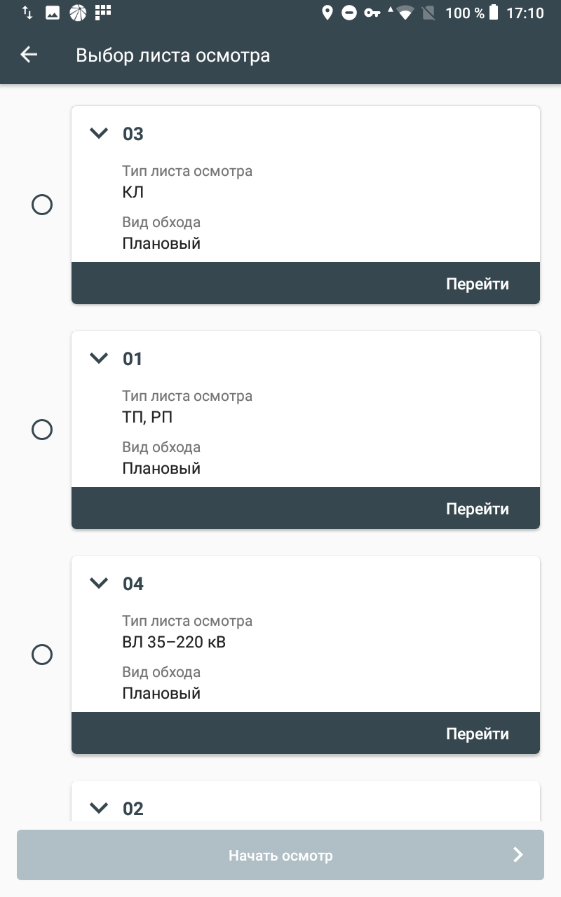 100 % 17:10
Выбор листа осмотра
03
Тип листа осмотра
КЛ
Вид обхода
Плановый
Перейти
01
Тип листа осмотра
ТП, РП
Вид обхода
Плановый
Перейти
04
Тип листа осмотра
ВЛ 35–220 кВ
Вид обхода
Плановый
Перейти
02
Начать осмотр